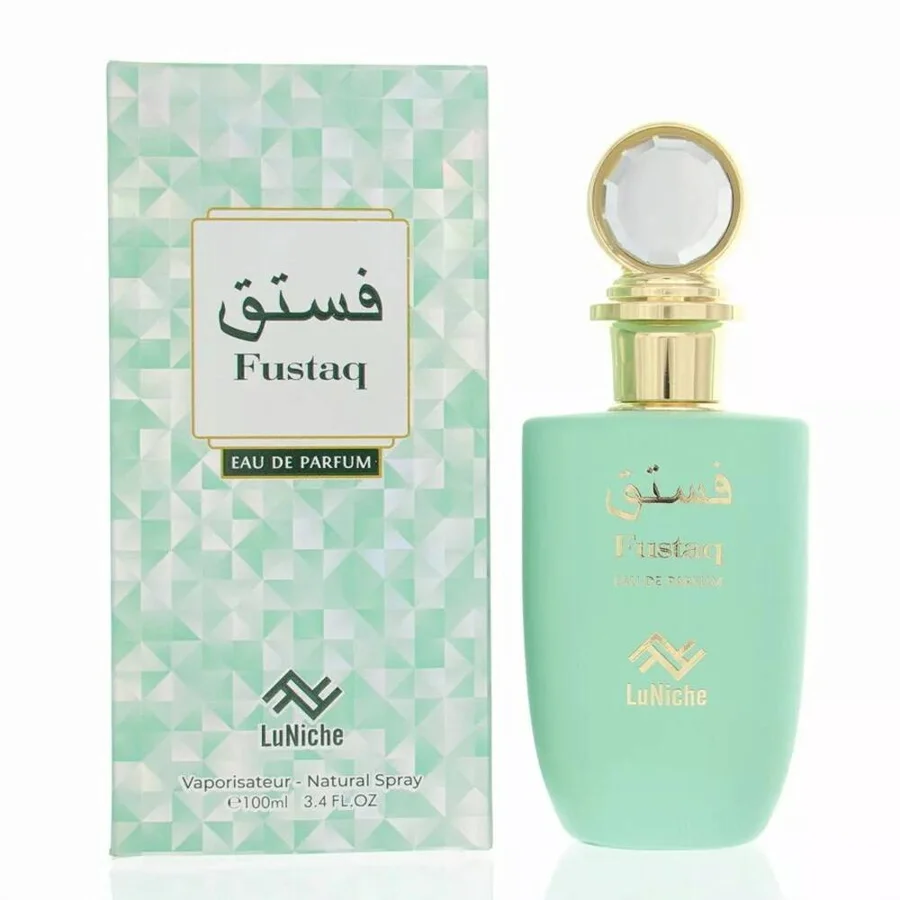 فستق
Fustaq
EAU DE PARFUM
LuNiche
Vaporisateur - Natural Spray
℮100ml 3.4 FL.OZ
فستق
Fustaq
EAU DE PARFUM
LuNiche